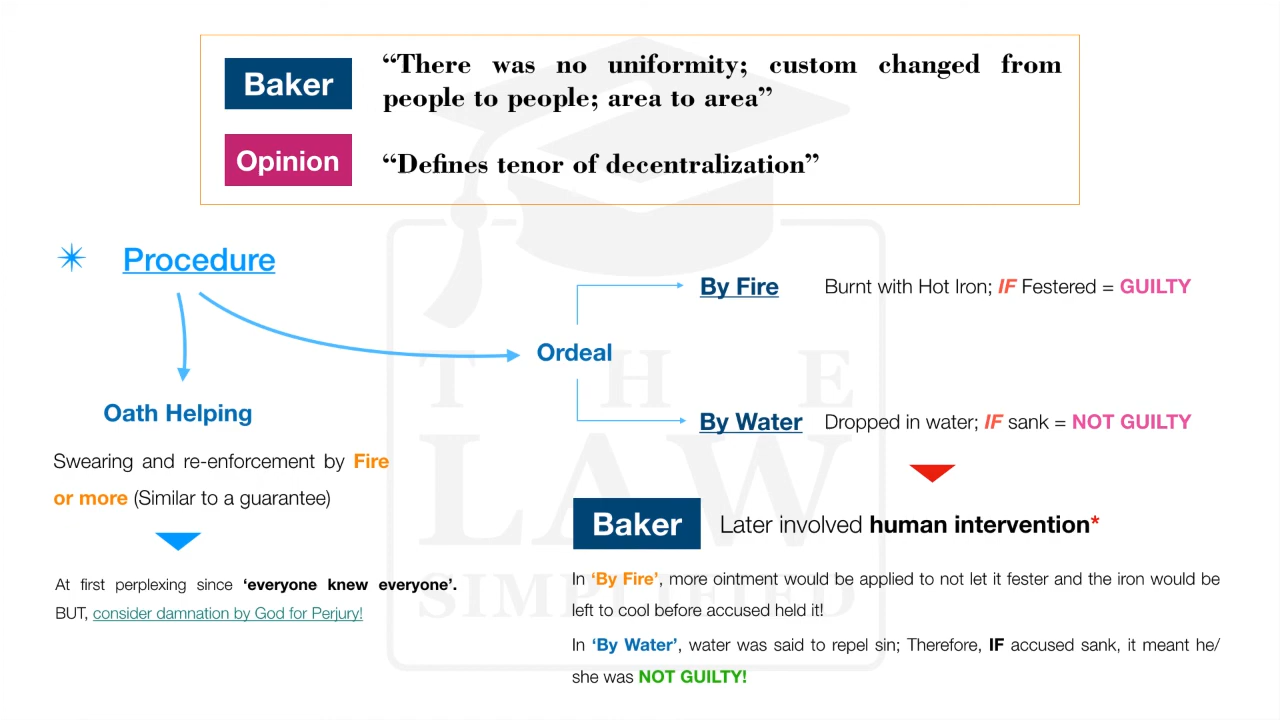 Baker
“There was no uniformity; custom changed from
people to people; area to area”
Opinion
“Defines tenor of decentralization”
Procedure
By Fire
Burnt with Hot Iron; IF Festered = GUILTY
Ordeal
By Water
Dropped in water; IF sank = NOT GUILTY
Oath Helping
Swearing and re-enforcement by Fire
or more (Similar to a guarantee)
At first perplexing since ‘everyone knew everyone’.
BUT, consider damnation by God for Perjury!
Baker
Later involved human intervention*
In ‘By Fire’, more ointment would be applied to not let it fester and the iron would be
left to cool before accused held it!
In ‘By Water’, water was said to repel sin; Therefore, IF accused sank, it meant he/
she was NOT GUILTY!
THE
LAW
SIMPLIFIED